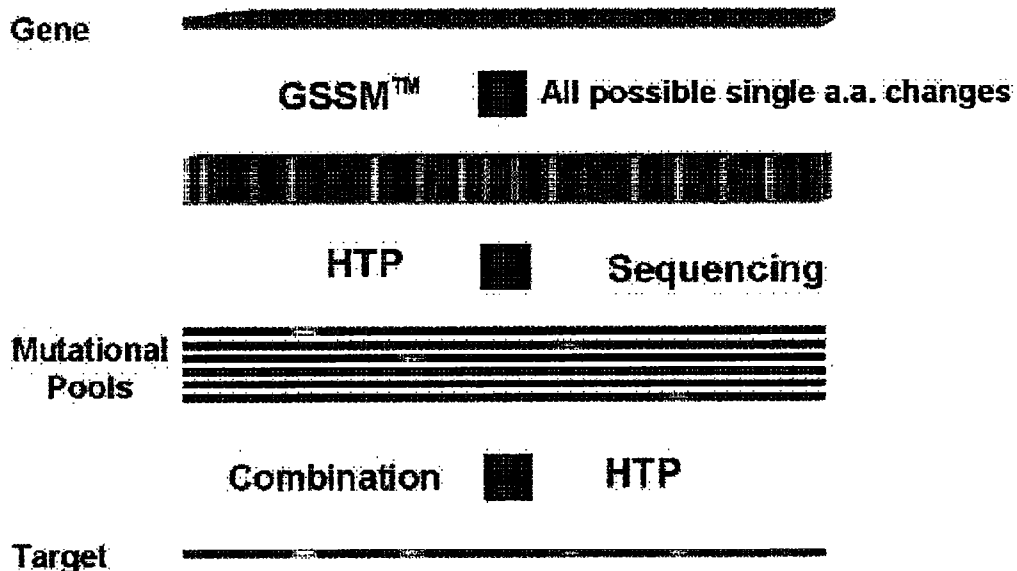 Gene
GSSM™ All possible single a.a. changes
HTP Sequencing
Mutational
Pools
Combination HTP
Target